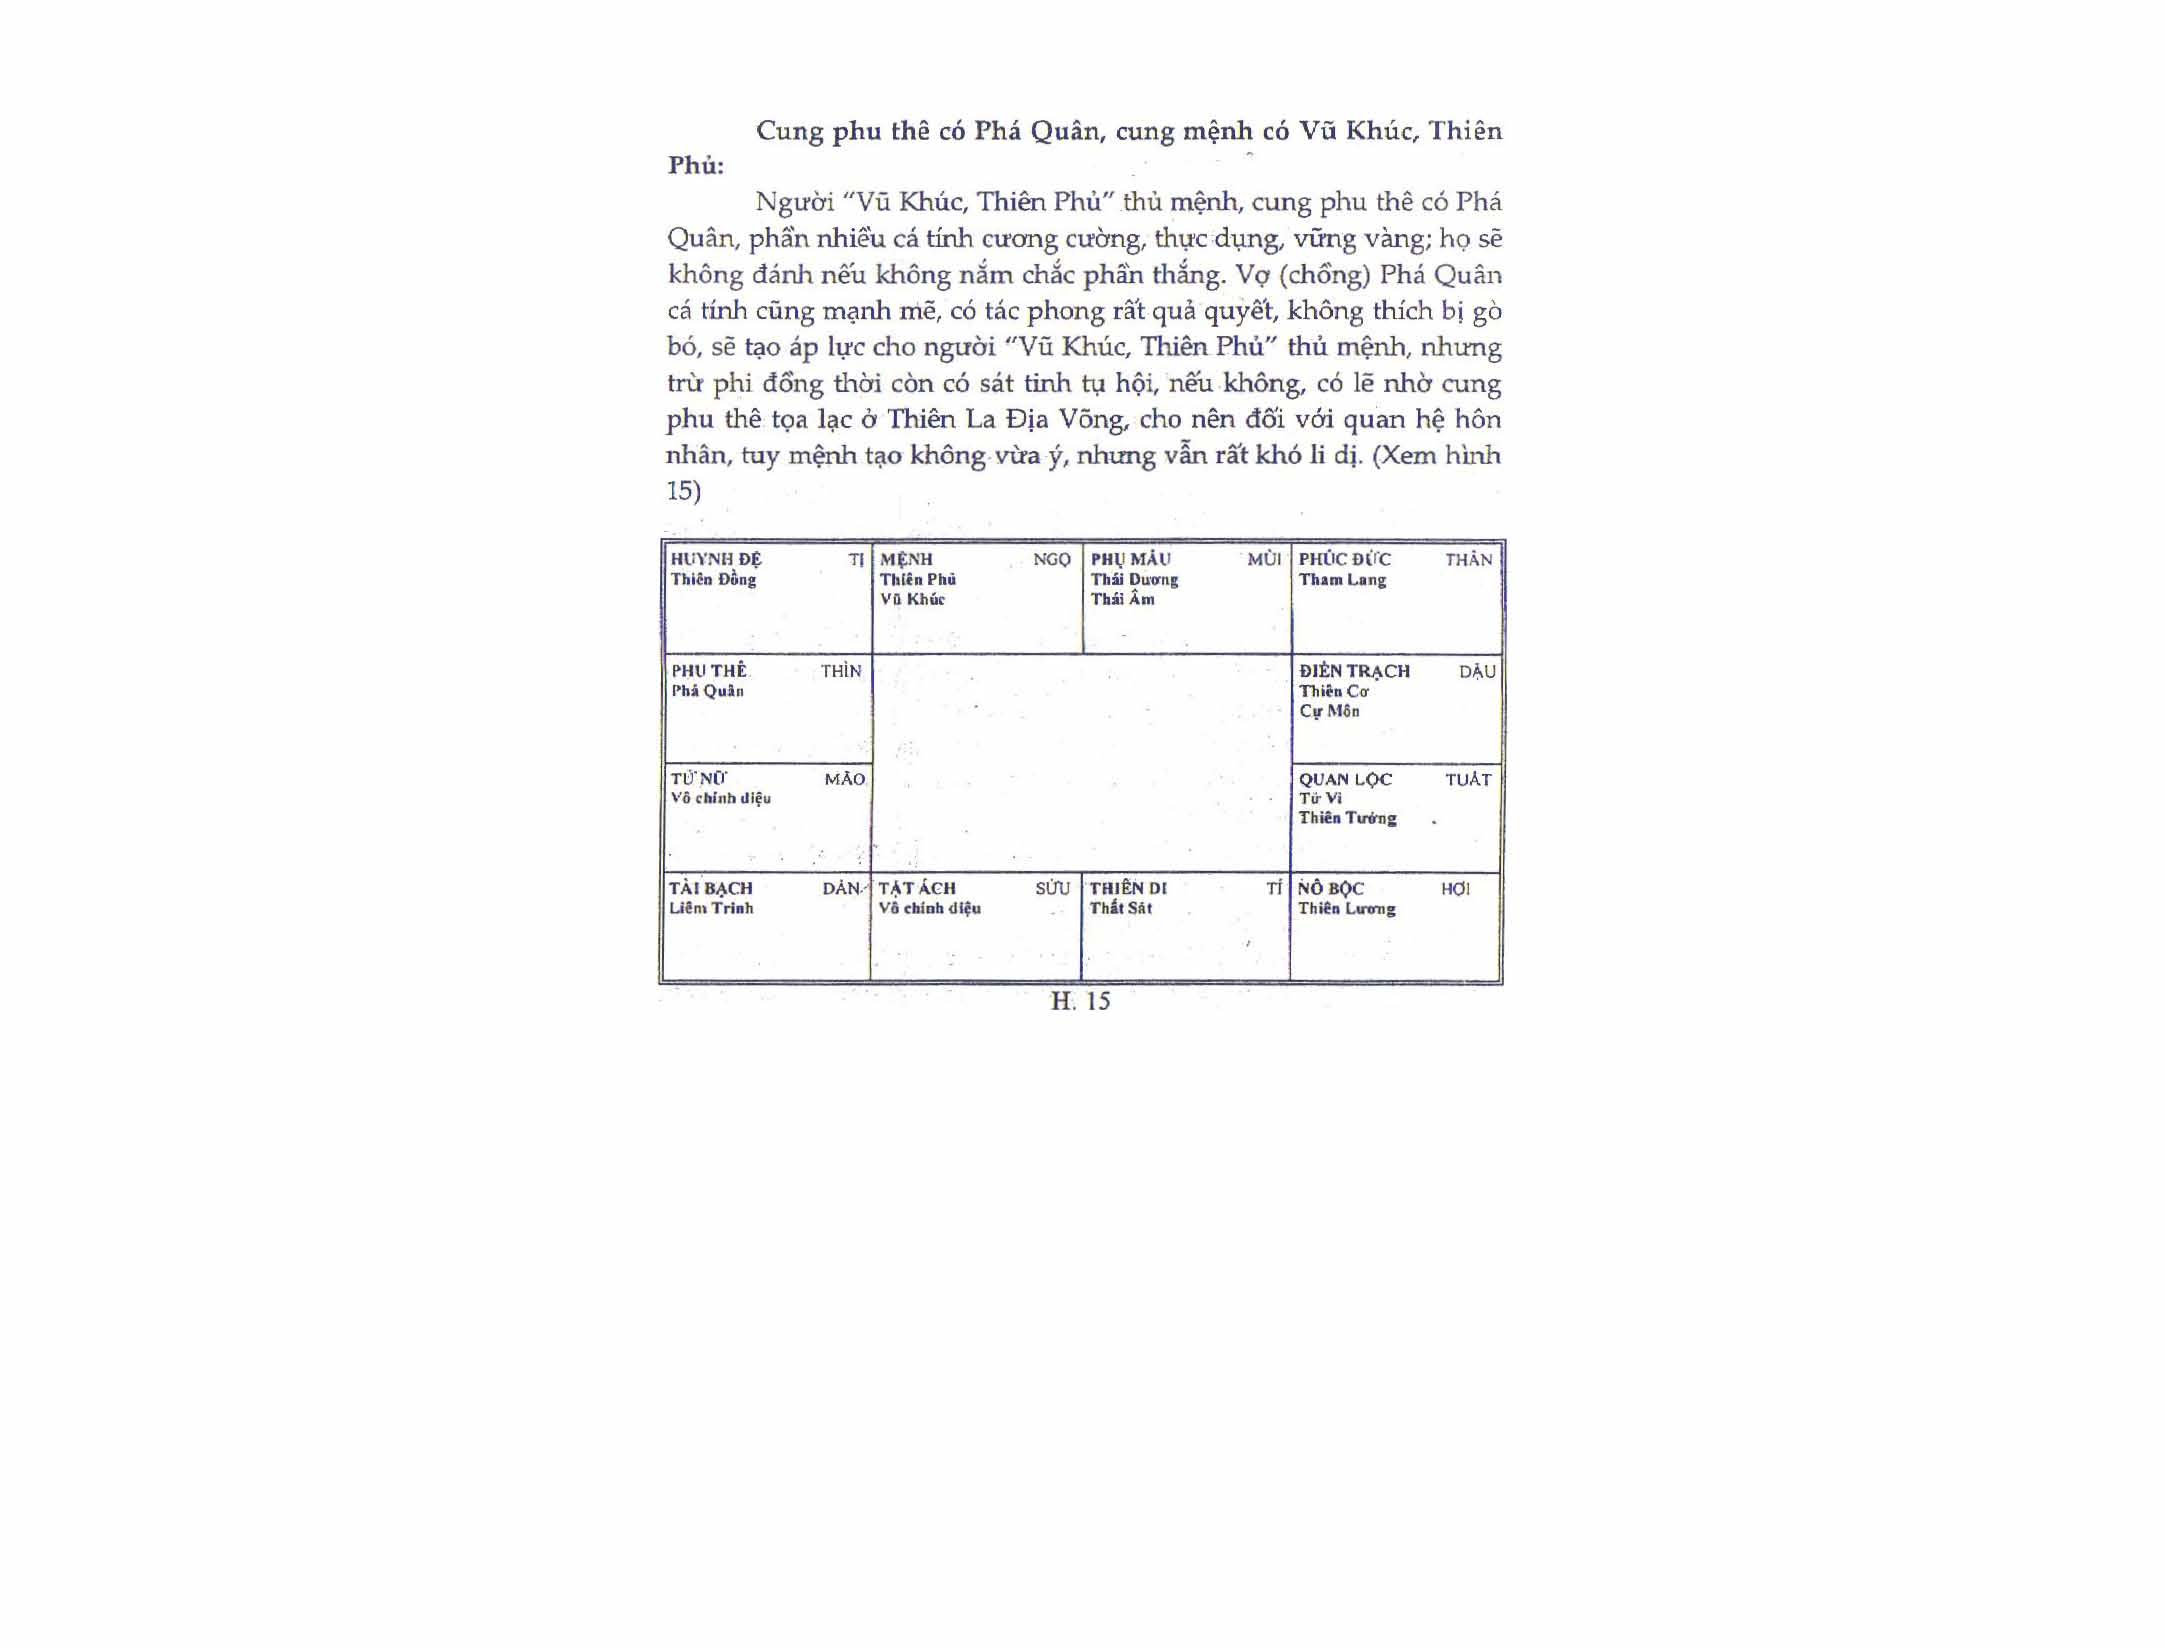 Cung phu thê có Phá Quân, cung mệnh có Vũ Khúc, Thiên
Phủ:
Người "Vũ Khúc, Thiên Phủ" thủ mệnh, cung phu thê có Phá
Quân, phần nhiều cá tính cương cường, thực dụng, vững vàng; họ sẽ
không đánh nếu không nắm chắc phần thắng. Vợ (chồng) Phá Quân
cá tính cũng mạnh mẽ, có tác phong rất quả quyết, không thích bị gò
bó, sẽ tạo áp lực cho người "Vũ Khúc, Thiên Phủ" thủ mệnh, nhưng
trừ phi đồng thời còn có sát tinh tụ hội, nếu không, có lẽ nhờ cung
phu thê tọa lạc ở Thiên La Địa Võng, cho nên đối với quan hệ hôn
nhân, tuy mệnh tạo không vừa ý, nhưng vẫn rất khó li dị. (Xem hình
15)
HUYNH ĐỆ TỊ MỆNH NGỌ PHỤ MẪU MÙI PHÚC ĐỨC THÂN
Thiên Đồng Thiên Phủ Thái Dương Tham Lang
Vũ Khúc Thái Âm
PHU THÊ THÌN ĐIỀN TRẠCH DẬU
Phá Quân Thiên Cơ
Cự Môn
TỬ NỮ MÃO QUAN LỘC TUẤT
Vô chính diệu Tử Vi
Thiên Tướng
TÀI BẠCH DẦN TẬT ÁCH SỬU THIÊN DI TÍ NÔ BỘC HỢI
Liêm Trinh Vô chính diệu Thất Sát Thiên Lương
H. 15